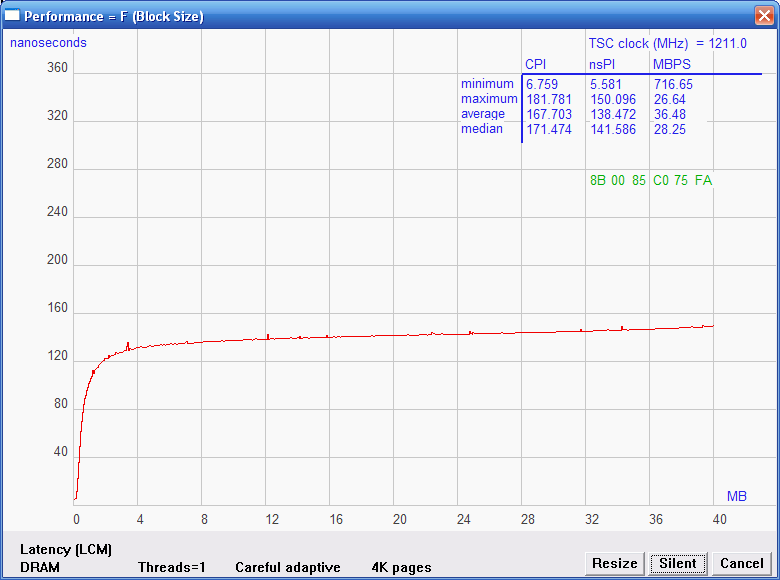 Performance = F (Block Size)
nanoseconds
TSC clock (MHz) = 1211.0
CPI nsPI MBPS
minimum 6.759 5.581 716.65
maximum 181.781 150.096 26.64
average 167.703 138.472 36.48
median 171.474 141.586 28.25
8B 00 85 C0 75 FA
360
320
280
240
200
160
120
80
40
MB
0 4 8 12 16 20 24 28 32 36 40
Latency (LCM)
DRAM Threads=1 Careful adaptive 4K pages
Resize Silent Cancel